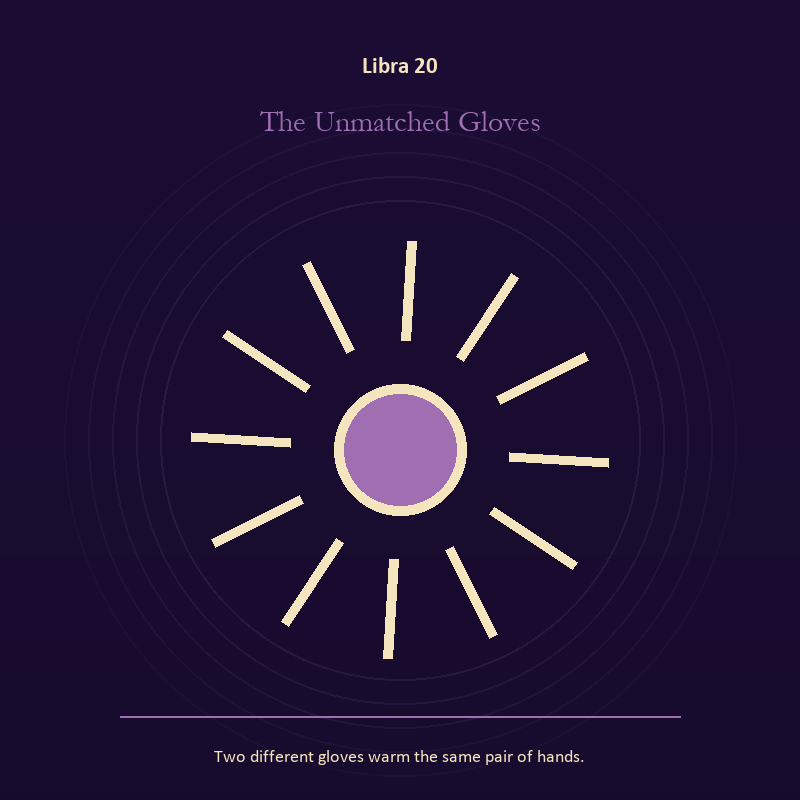 Libra 20
The Unmatched Gloves
Two different gloves warm the same pair of hands.